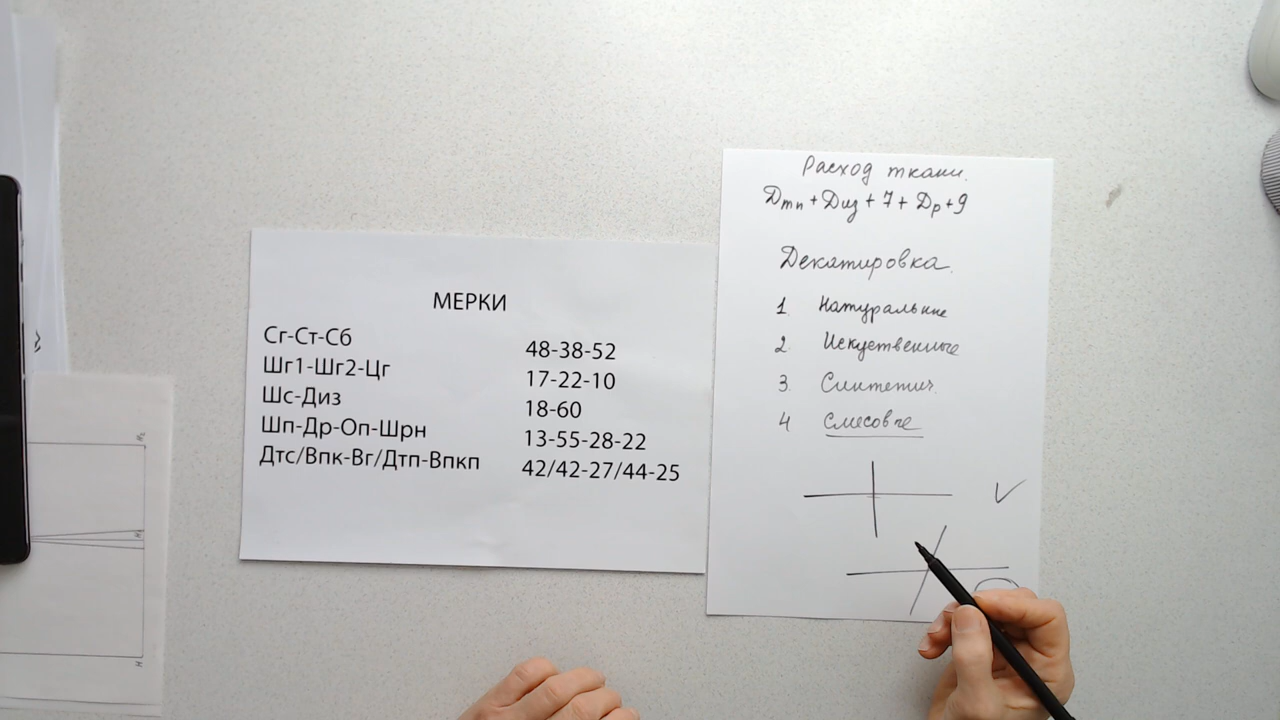 МЕРКИ
Сг-Ст-Сб 48-38-52
Шг1-Шг2-Цг 17-22-10
Шс-Диз 18-60
Шп-Др-Оп-Шрн 13-55-28-22
Дтс/Впк-Вг/Дтп-Впкп 42/42-27/44-25
Расход ткани.
Дтп + Диз + 7 + Др + 9
Декатировка.
1. Натуральные
2. Искуственные
3. Синтетич.
4 Смесовые